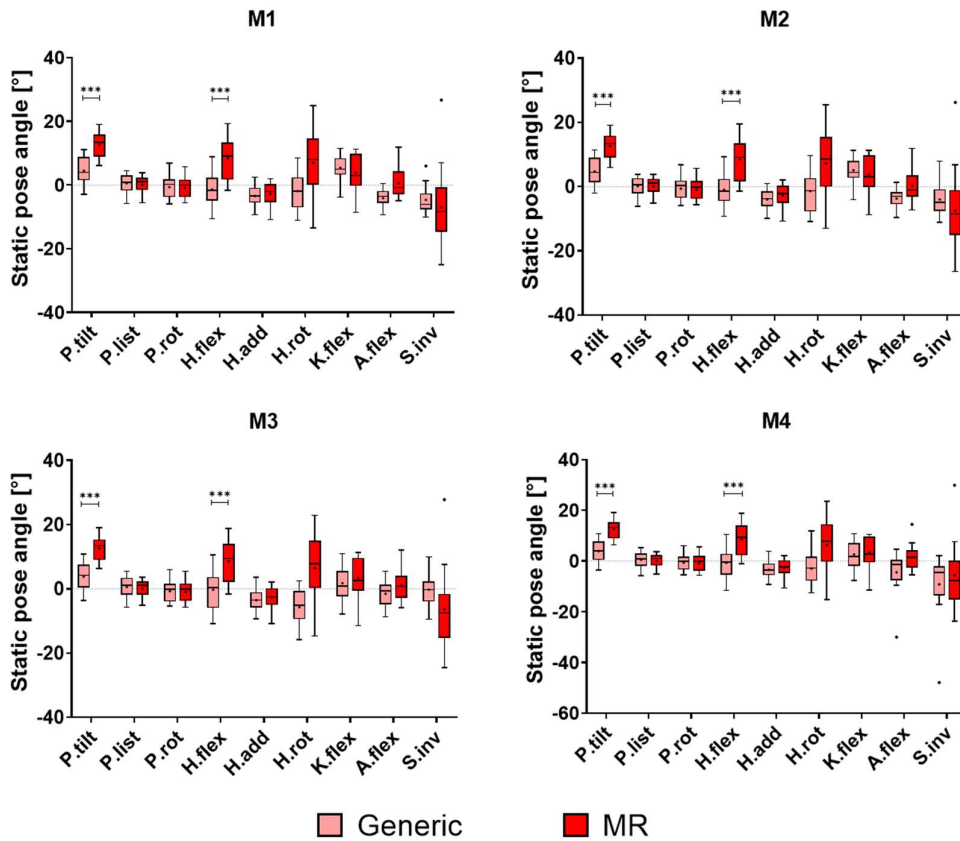 M1
Static pose angle [°]
40
20
0
-20
-40
***
***
P.tilt
P.list
P.rot
H.flex
H.add
H.rot
K.flex
A.flex
S.inv
M2
Static pose angle [°]
40
20
0
-20
-40
***
***
P.tilt
P.list
P.rot
H.flex
H.add
H.rot
K.flex
A.flex
S.inv
M3
Static pose angle [°]
40
20
0
-20
-40
***
***
P.tilt
P.list
P.rot
H.flex
H.add
H.rot
K.flex
A.flex
S.inv
M4
Static pose angle [°]
40
20
0
-20
-40
-60
***
***
P.tilt
P.list
P.rot
H.flex
H.add
H.rot
K.flex
A.flex
S.inv
Generic
MR